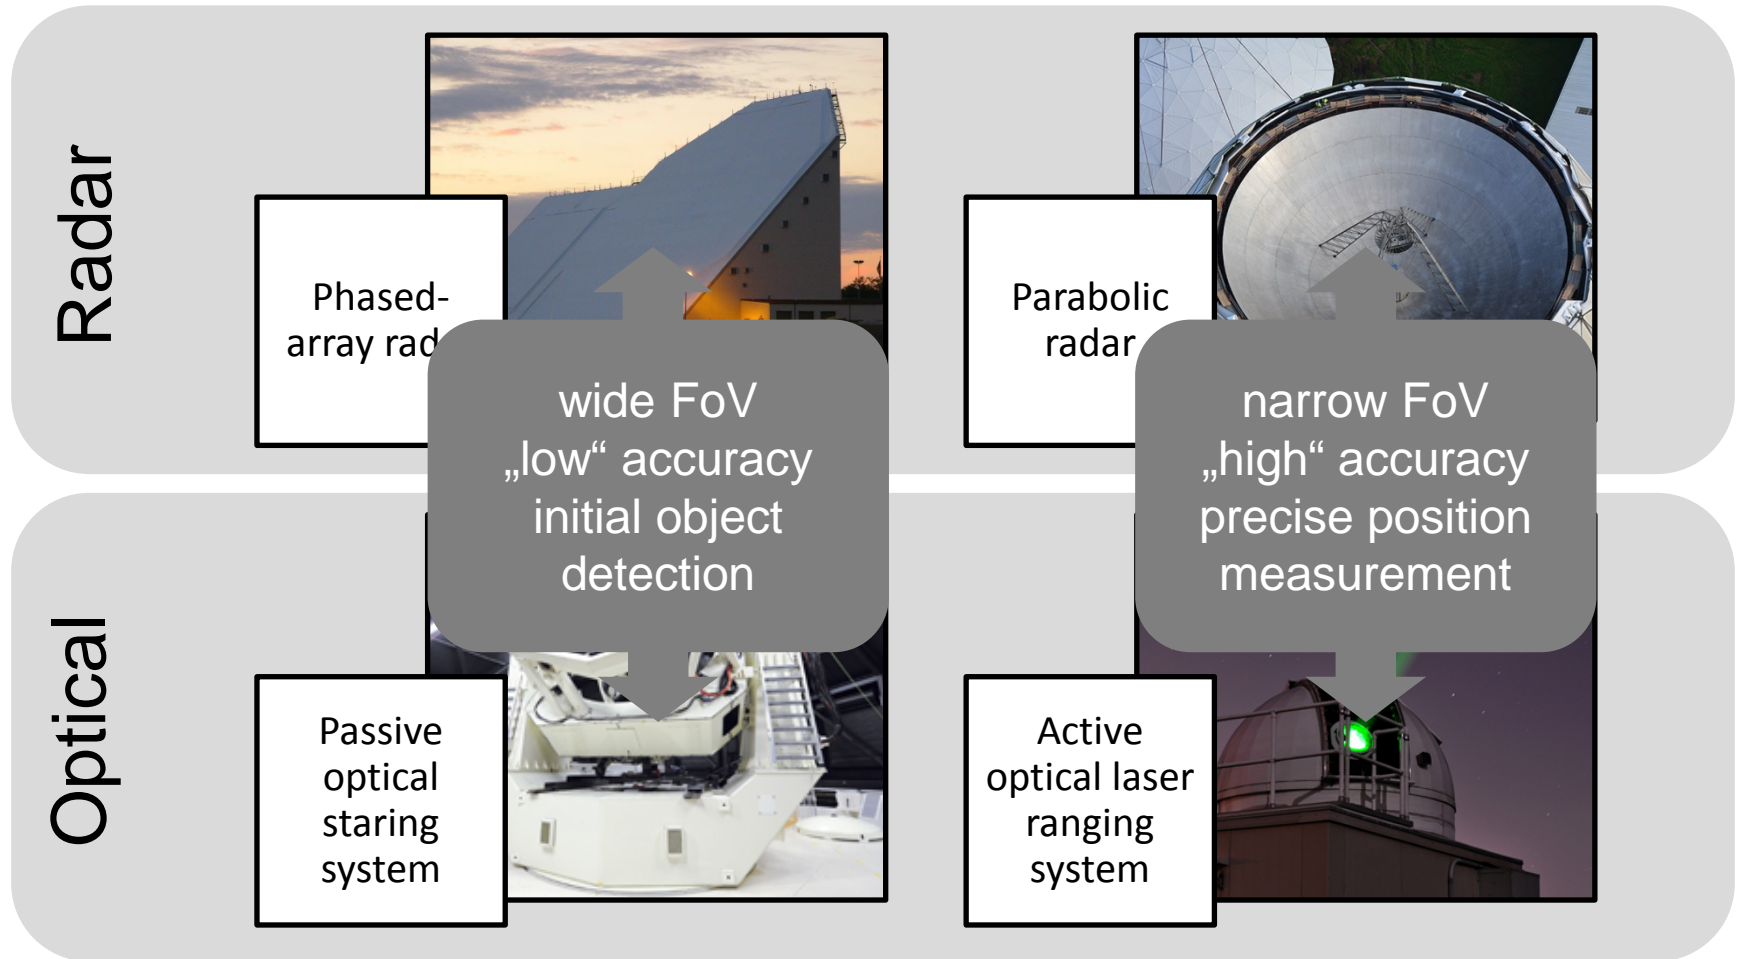 Radar
Phased-
array rad
Parabolic
radar
wide FoV
„low“ accuracy
initial object
detection
narrow FoV
„high“ accuracy
precise position
measurement
Optical
Passive
optical
staring
system
Active
optical laser
ranging
system